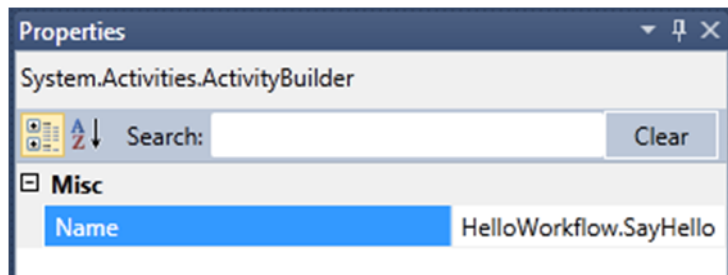 Properties
System.Activities.ActivityBuilder
A Z Search: Clear
Misc
Name HelloWorkflow.SayHello